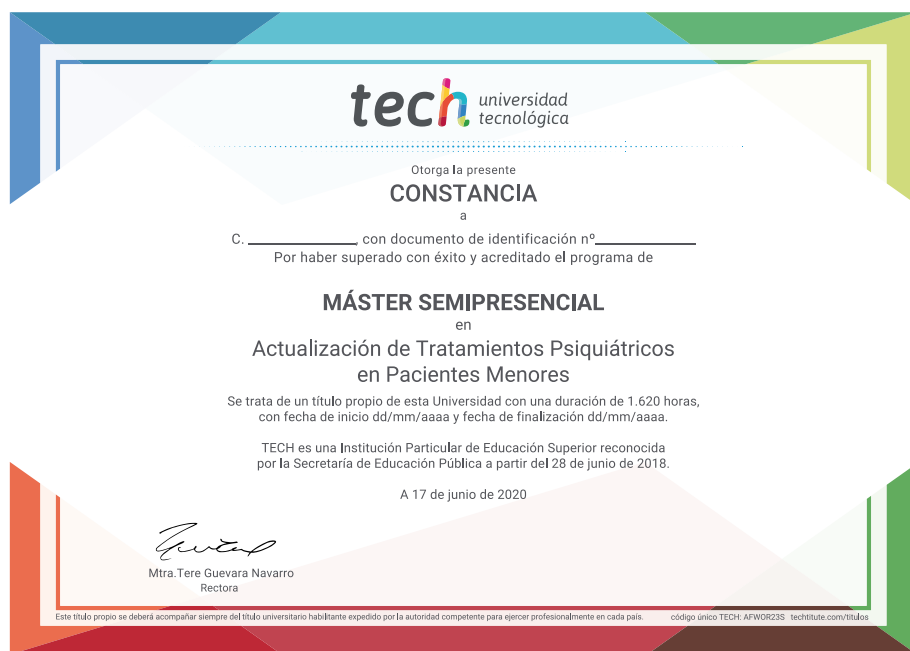 tech universidad
tecnológica
Otorga la presente
CONSTANCIA
a
C. ____________, con documento de identificación nº___________
Por haber superado con éxito y acreditado el programa de
MÁSTER SEMIPRESENCIAL
en
Actualización de Tratamientos Psiquiátricos
en Pacientes Menores
Se trata de un título propio de esta Universidad con una duración de 1.620 horas,
con fecha de inicio dd/mm/aaaa y fecha de finalización dd/mm/aaaa.
TECH es una Institución Particular de Educación Superior reconocida
por la Secretaría de Educación Pública a partir del 28 de junio de 2018.
A 17 de junio de 2020
Mtra.Tere Guevara Navarro
Rectora
Este título propio se deberá acompañar siempre del título universitario habilitante expedido por la autoridad competente para ejercer profesionalmente en cada país. código único TECH: AFWOR23S techtitute.com/titulos